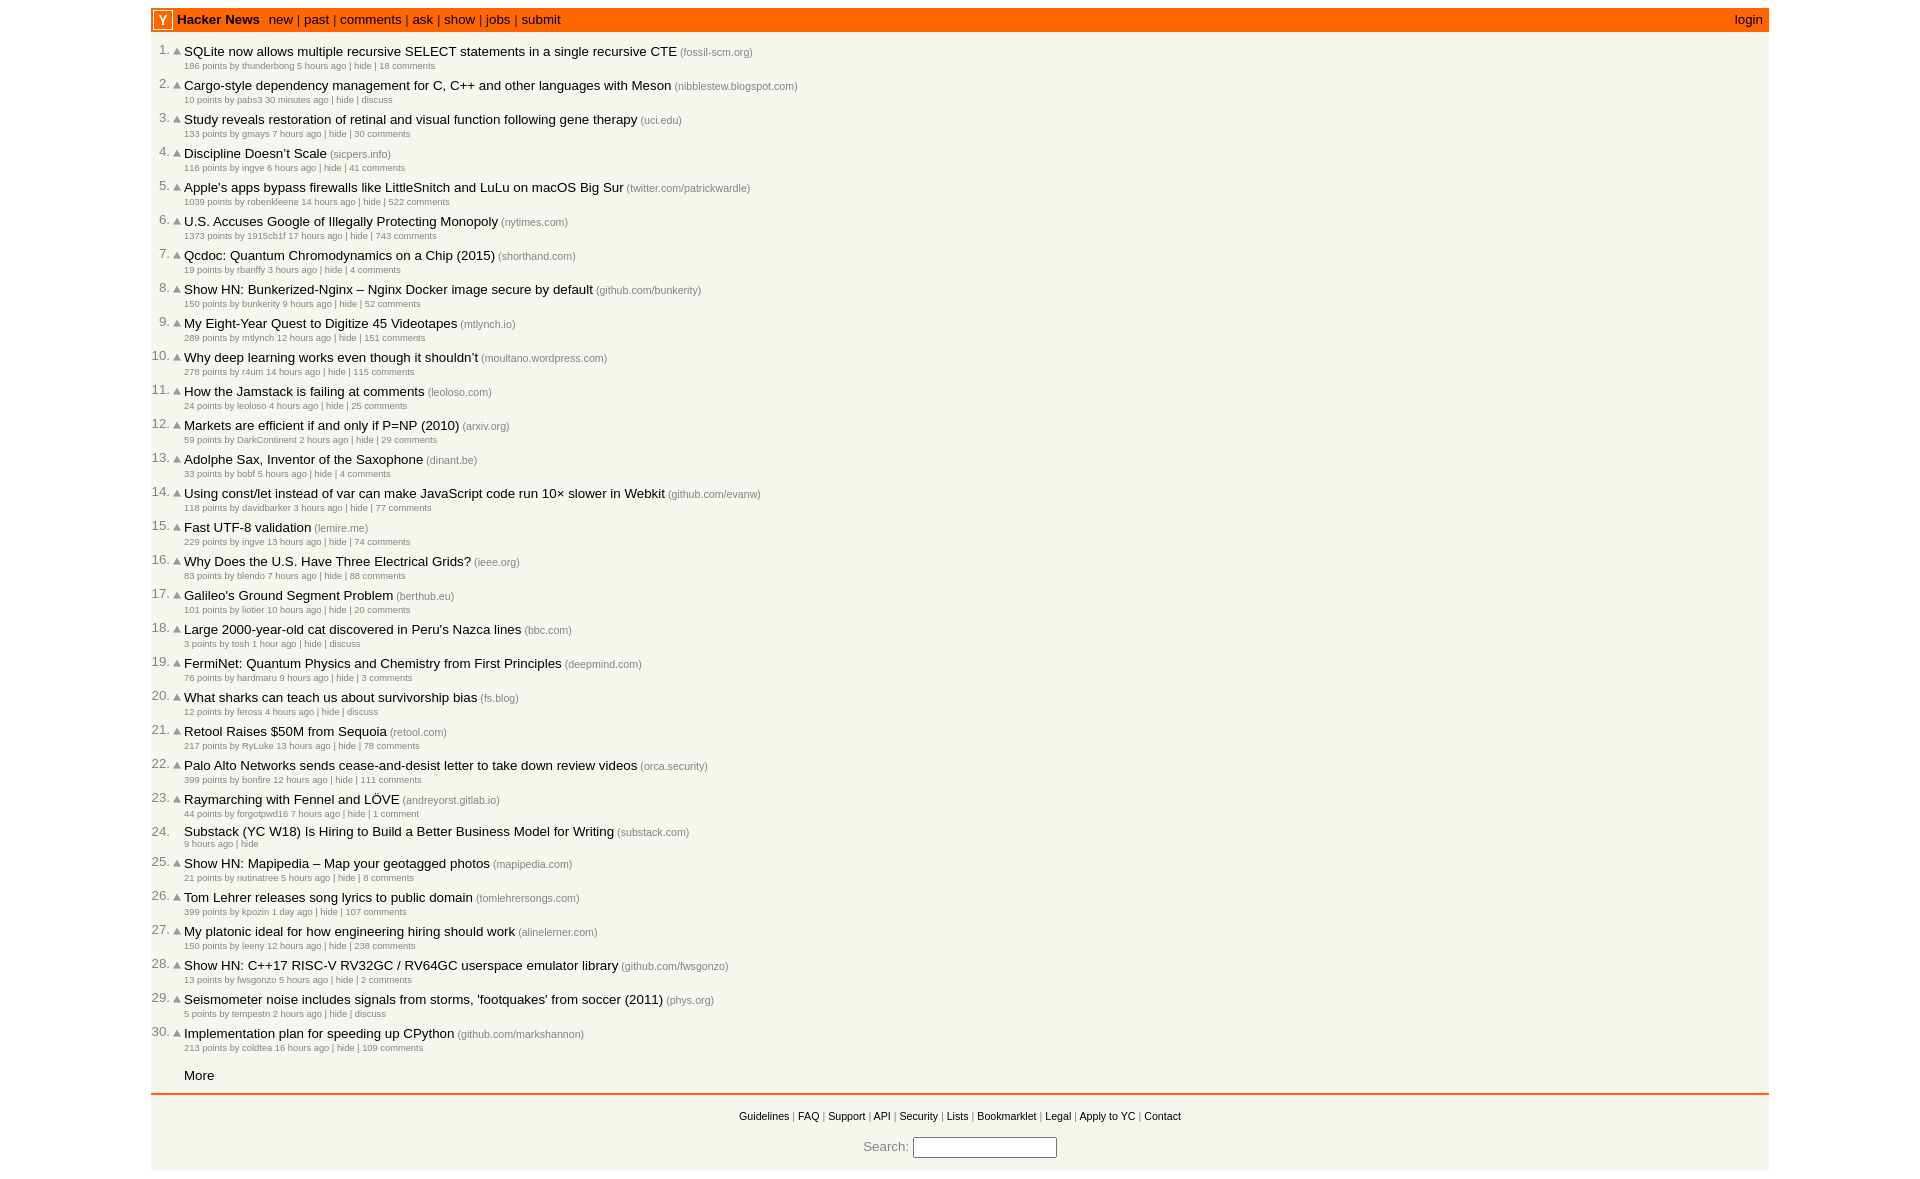 Y Hacker News new | past | comments | ask | show | jobs | submit login
1. SQLite now allows multiple recursive SELECT statements in a single recursive CTE (fossil-scm.org)
186 points by thunderbong 5 hours ago | hide | 18 comments
2. Cargo-style dependency management for C, C++ and other languages with Meson (nibblestew.blogspot.com)
10 points by pabs3 30 minutes ago | hide | discuss
3. Study reveals restoration of retinal and visual function following gene therapy (uci.edu)
133 points by gmays 7 hours ago | hide | 30 comments
4. Discipline Doesn’t Scale (sicpers.info)
116 points by ingve 6 hours ago | hide | 41 comments
5. Apple's apps bypass firewalls like LittleSnitch and LuLu on macOS Big Sur (twitter.com/patrickwardle)
1039 points by robenkleene 14 hours ago | hide | 522 comments
6. U.S. Accuses Google of Illegally Protecting Monopoly (nytimes.com)
1373 points by 1915cb1f 17 hours ago | hide | 743 comments
7. Qcdoc: Quantum Chromodynamics on a Chip (2015) (shorthand.com)
19 points by rbanffy 3 hours ago | hide | 4 comments
8. Show HN: Bunkerized-Nginx – Nginx Docker image secure by default (github.com/bunkerity)
150 points by bunkerity 9 hours ago | hide | 52 comments
9. My Eight-Year Quest to Digitize 45 Videotapes (mtlynch.io)
289 points by mtlynch 12 hours ago | hide | 151 comments
10. Why deep learning works even though it shouldn’t (moultano.wordpress.com)
278 points by r4um 14 hours ago | hide | 115 comments
11. How the Jamstack is failing at comments (leoloso.com)
24 points by leoloso 4 hours ago | hide | 25 comments
12. Markets are efficient if and only if P=NP (2010) (arxiv.org)
59 points by DarkContinent 2 hours ago | hide | 29 comments
13. Adolphe Sax, Inventor of the Saxophone (dinant.be)
33 points by bobf 5 hours ago | hide | 4 comments
14. Using const/let instead of var can make JavaScript code run 10× slower in Webkit (github.com/evanw)
118 points by davidbarker 3 hours ago | hide | 77 comments
15. Fast UTF-8 validation (lemire.me)
229 points by ingve 13 hours ago | hide | 74 comments
16. Why Does the U.S. Have Three Electrical Grids? (ieee.org)
83 points by blendo 7 hours ago | hide | 88 comments
17. Galileo's Ground Segment Problem (berthub.eu)
101 points by liotier 10 hours ago | hide | 20 comments
18. Large 2000-year-old cat discovered in Peru's Nazca lines (bbc.com)
3 points by tosh 1 hour ago | hide | discuss
19. FermiNet: Quantum Physics and Chemistry from First Principles (deepmind.com)
76 points by hardmaru 9 hours ago | hide | 3 comments
20. What sharks can teach us about survivorship bias (fs.blog)
12 points by feross 4 hours ago | hide | discuss
21. Retool Raises $50M from Sequoia (retool.com)
217 points by RyLuke 13 hours ago | hide | 78 comments
22. Palo Alto Networks sends cease-and-desist letter to take down review videos (orca.security)
399 points by bonfire 12 hours ago | hide | 111 comments
23. Raymarching with Fennel and LÖVE (andreyorst.gitlab.io)
44 points by forgotpwd16 7 hours ago | hide | 1 comment
24. Substack (YC W18) Is Hiring to Build a Better Business Model for Writing (substack.com)
9 hours ago | hide
25. Show HN: Mapipedia – Map your geotagged photos (mapipedia.com)
21 points by nutinatree 5 hours ago | hide | 8 comments
26. Tom Lehrer releases song lyrics to public domain (tomlehrersongs.com)
399 points by kpozin 1 day ago | hide | 107 comments
27. My platonic ideal for how engineering hiring should work (alinelerner.com)
150 points by leeny 12 hours ago | hide | 238 comments
28. Show HN: C++17 RISC-V RV32GC / RV64GC userspace emulator library (github.com/fwsgonzo)
13 points by fwsgonzo 5 hours ago | hide | 2 comments
29. Seismometer noise includes signals from storms, 'footquakes' from soccer (2011) (phys.org)
5 points by tempestn 2 hours ago | hide | discuss
30. Implementation plan for speeding up CPython (github.com/markshannon)
213 points by coldtea 16 hours ago | hide | 109 comments
More
Guidelines | FAQ | Support | API | Security | Lists | Bookmarklet | Legal | Apply to YC | Contact
Search: